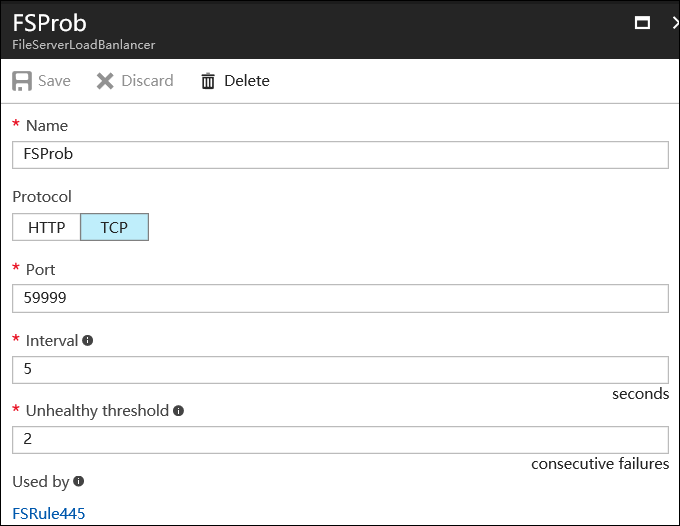 FSProb
FileServerLoadBanlancer
Save Discard Delete
* Name
FSProb
Protocol
HTTP TCP
* Port
59999
* Interval
5
seconds
* Unhealthy threshold
2
consecutive failures
Used by
FSRule445